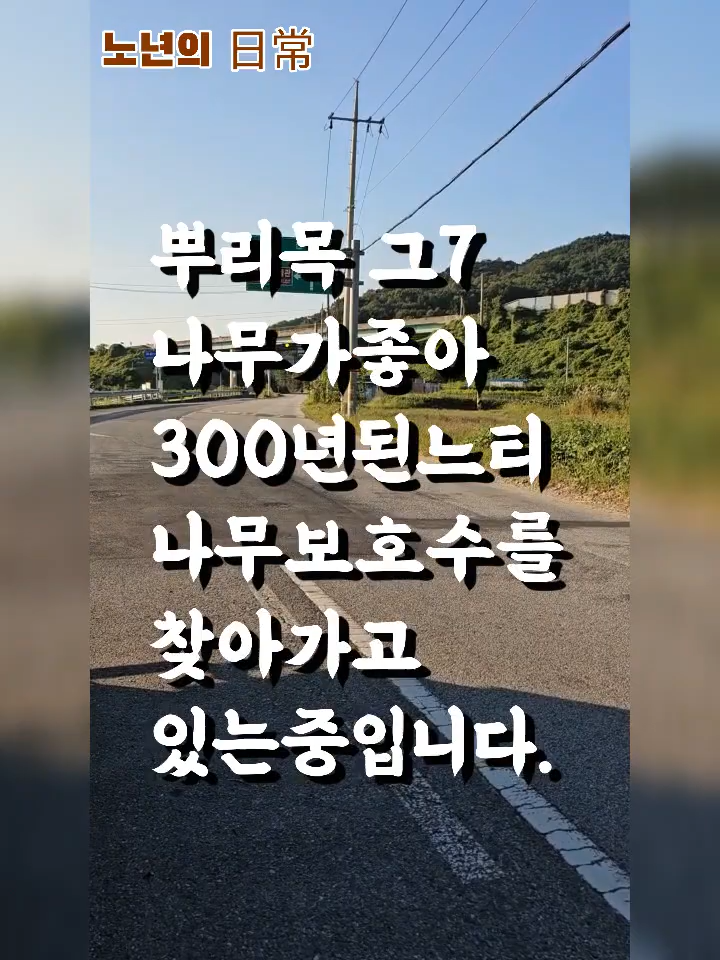 노년의 日常
뿌리목 그7
나무가좋아
300년된느티
나무보호수를
찾아가고
있는중입니다.